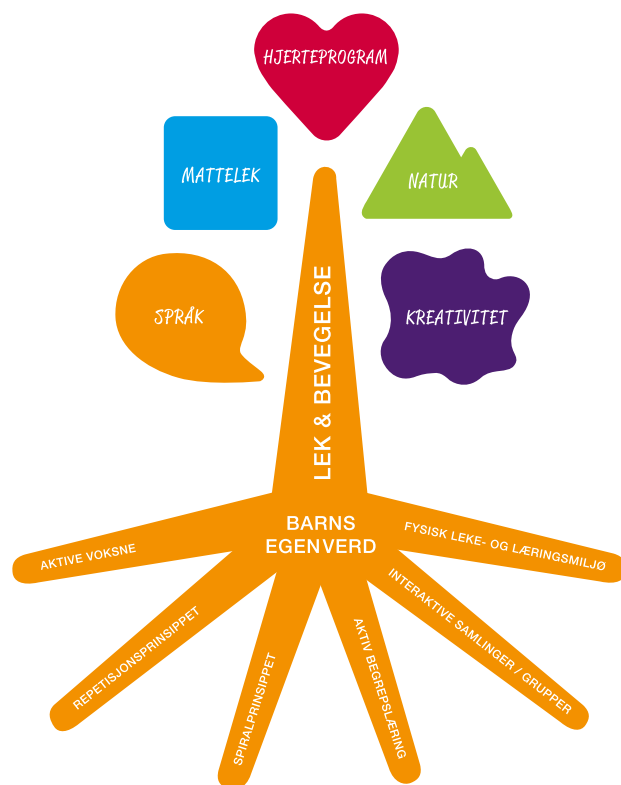 HJERTEPROGRAM
MATTELEK
NATUR
SPRÅK
KREATIVITET
LEK & BEVEGELSE
BARNS
EGENVERD
AKTIVE VOKSNE
REPETISJONSPRINSIPPET
SPIRALPRINSIPPET
AKTIV BEGREPSLÆRING
INTERAKTIVE SAMLINGER / GRUPPER
FYSISK LEKE- OG LÆRINGSMILJØ